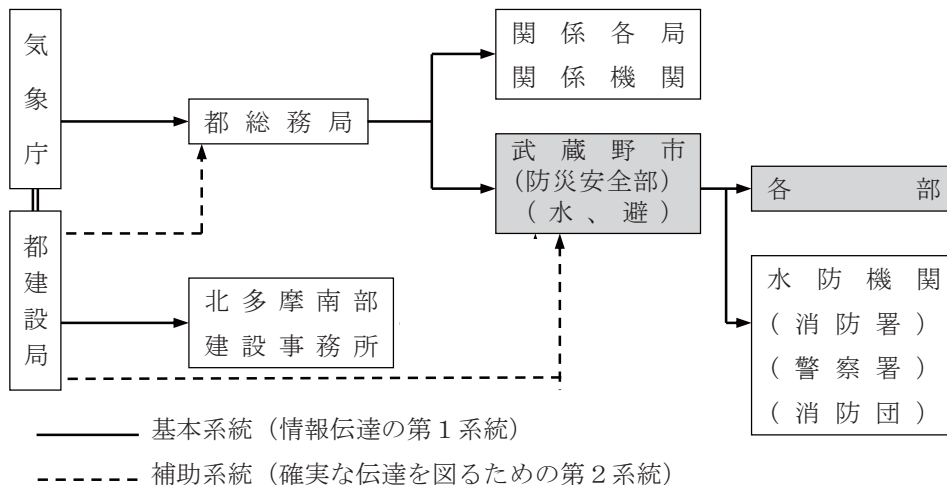 気象庁
都建設局
都総務局
北多摩南部
建設事務所
関係各局
関係機関
武蔵野市
(防災安全部)
(水、避)
各部
水防機関
(消防署)
(警察署)
(消防団)
基本系統（情報伝達の第１系統）
補助系統（確実な伝達を図るための第２系統）